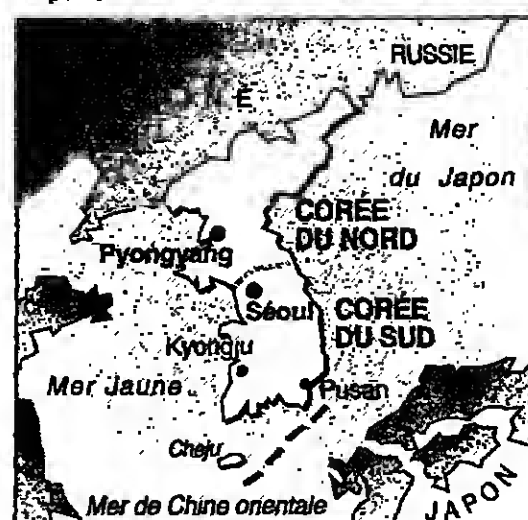 RUSSIE
Mer
du Japon
CORÉE
DU NORD
Pyongyang
Séoul
CORÉE
DU SUD
Kyongju
Mer Jaune
Pusan
Cheju
Mer de Chine orientale
JAPON